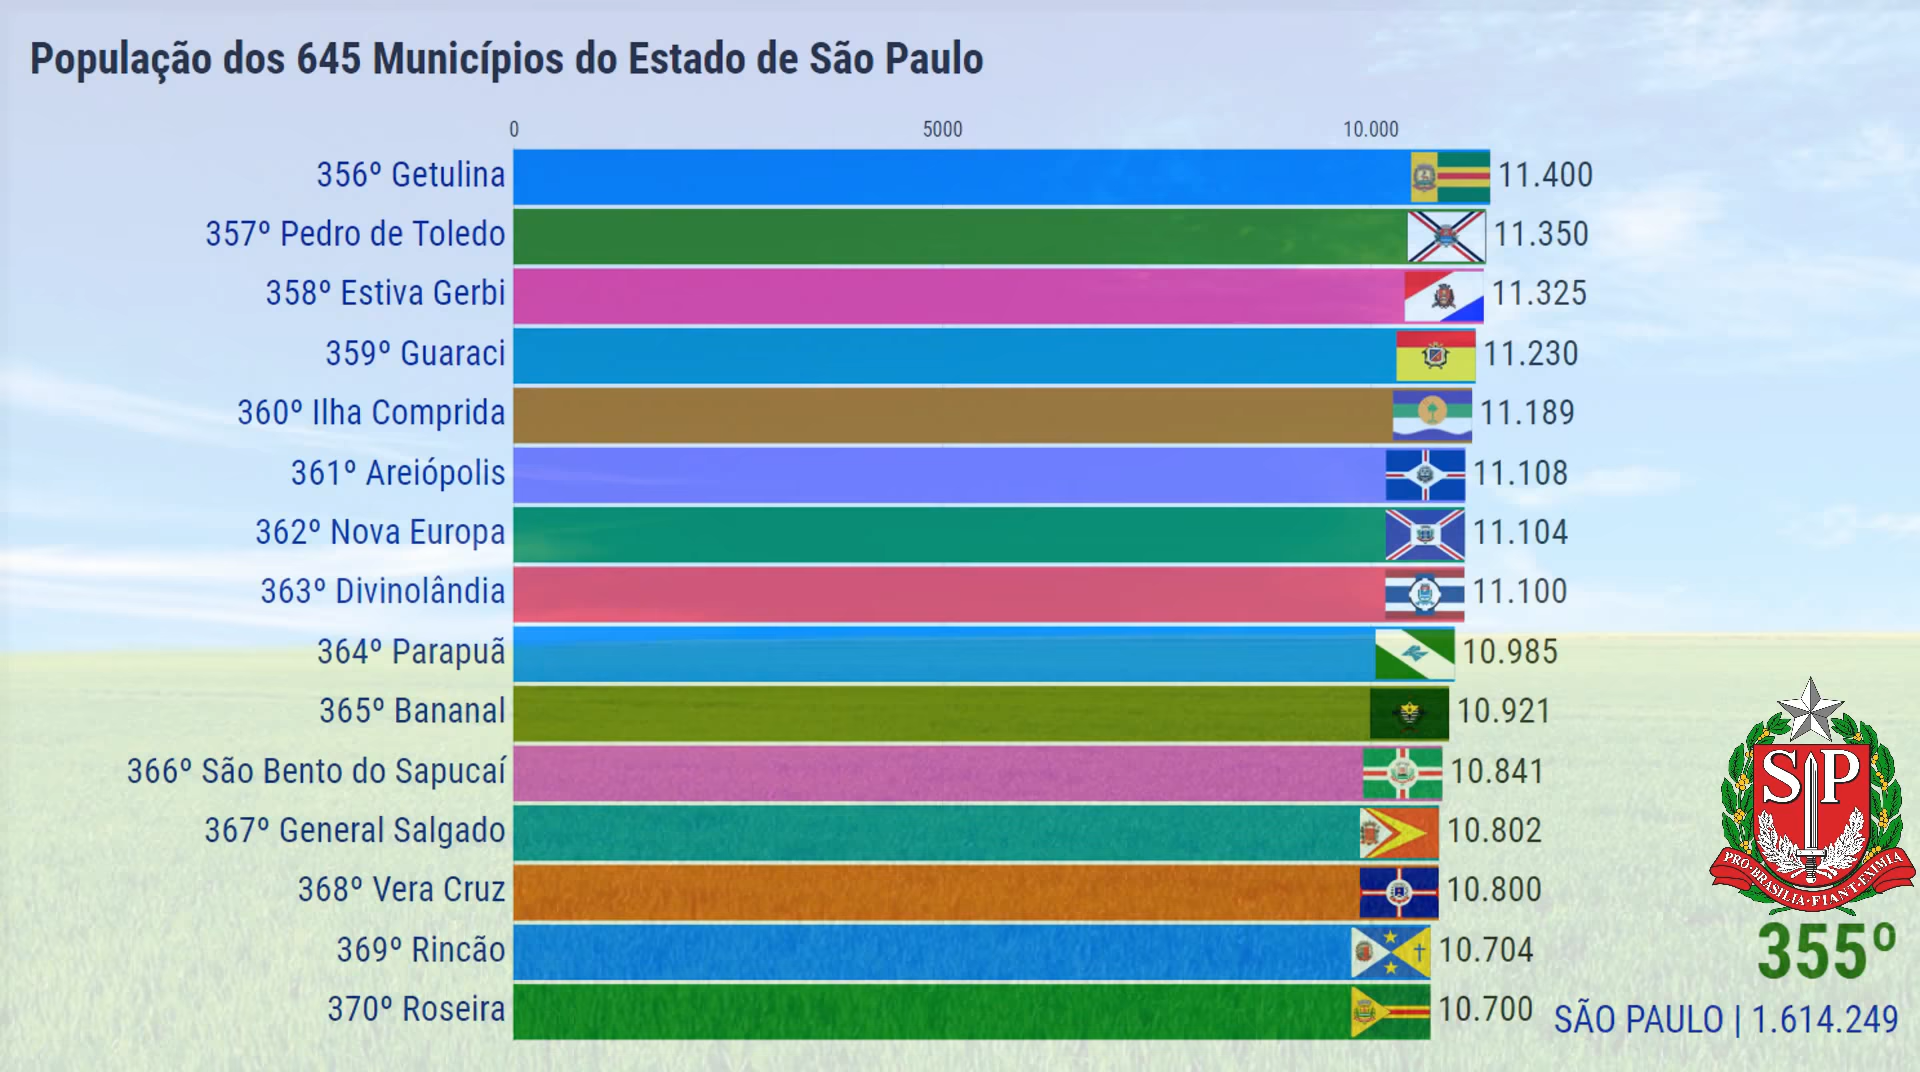 População dos 645 Municípios do Estado de São Paulo
0 5000 10.000
356º Getulina 11.400
357º Pedro de Toledo 11.350
358º Estiva Gerbi 11.325
359º Guaraci 11.230
360º Ilha Comprida 11.189
361º Areiópolis 11.108
362º Nova Europa 11.104
363º Divinolândia 11.100
364º Parapuã 10.985
365º Bananal 10.921
366º São Bento do Sapucaí 10.841
367º General Salgado 10.802
368º Vera Cruz 10.800
369º Rincão 10.704
370º Roseira 10.700
SP
PRO·BRASILIA·FIANT·EXIMIA
355º
SÃO PAULO | 1.614.249